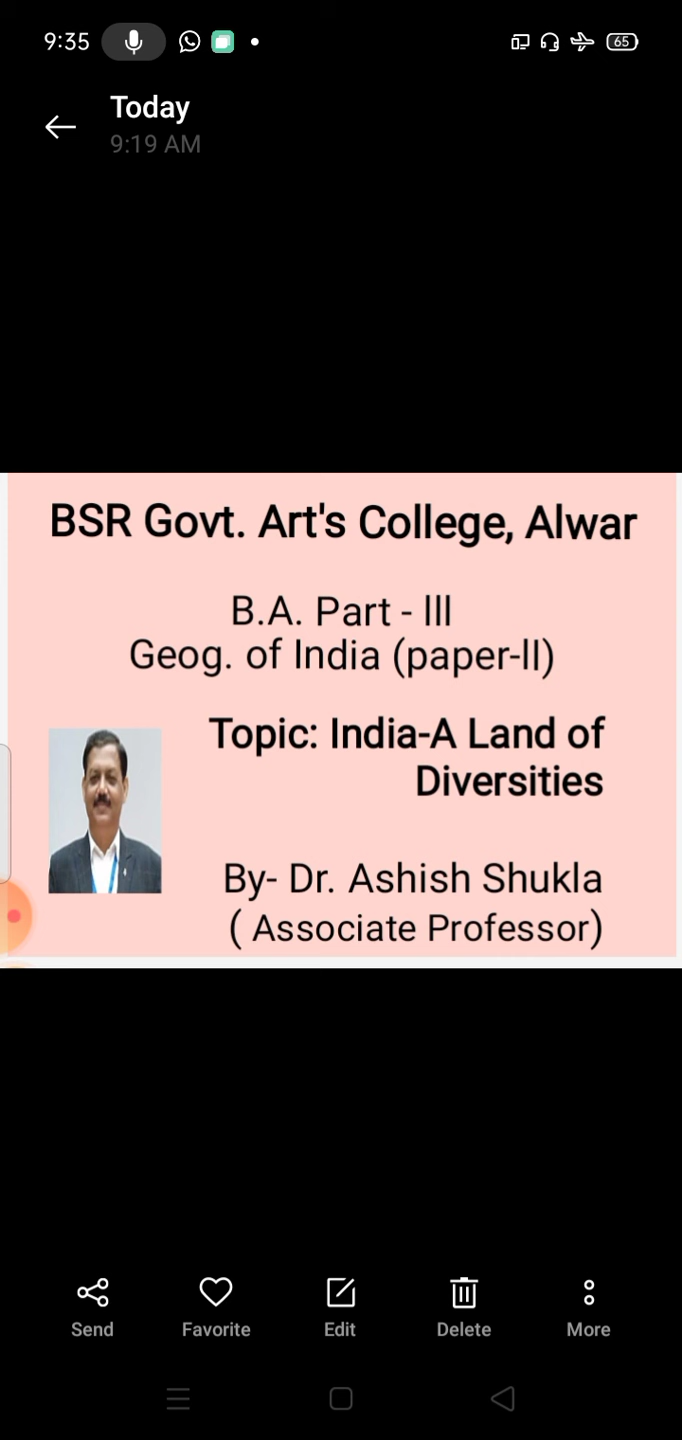 9:35
65
Today
9:19 AM
BSR Govt. Art's College, Alwar
B.A. Part - III
Geog. of India (paper-II)
Topic: India-A Land of
Diversities
By- Dr. Ashish Shukla
( Associate Professor)
Send Favorite Edit Delete More